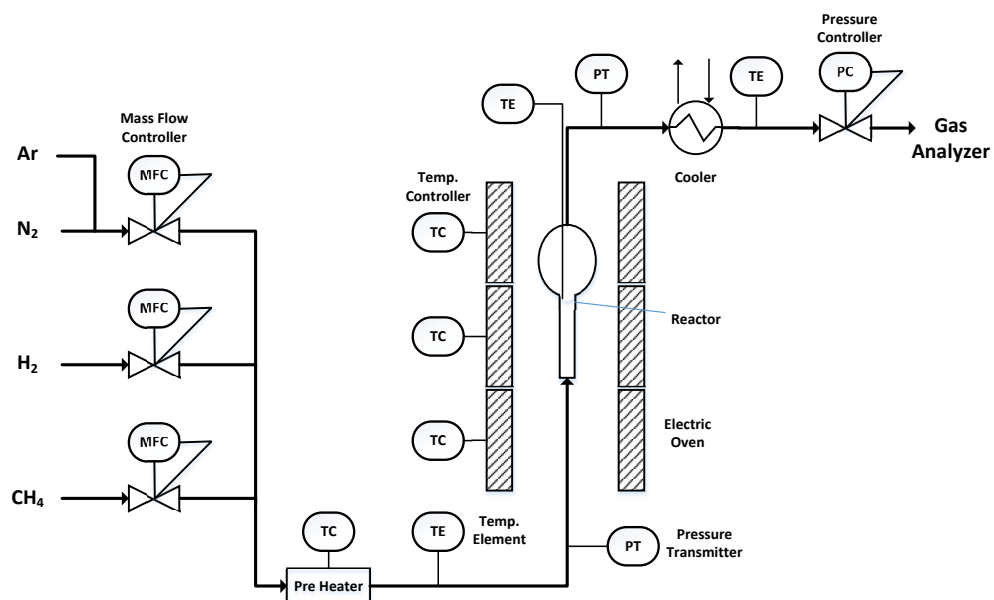 Pressure
Controller
PT
TE
PC
TE
Mass Flow
Controller
Gas
Analyzer
Ar
MFC
Cooler
Temp.
Controller
N₂
TC
MFC
Reactor
TC
H₂
Electric
Oven
MFC
TC
CH₄
TC
TE
Temp.
Element
PT
Pressure
Transmitter
Pre Heater